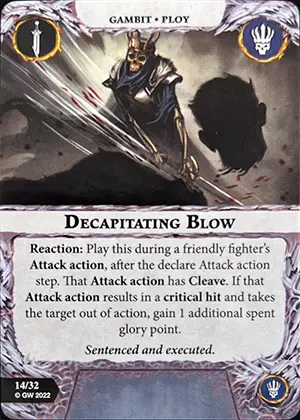 GAMBIT • PLOY
DECAPITATING BLOW
Reaction: Play this during a friendly fighter's
Attack action, after the declare Attack action
step. That Attack action has Cleave. If that
Attack action results in a critical hit and takes
the target out of action, gain 1 additional spent
glory point.
Sentenced and executed.
14/32
© GW 2022